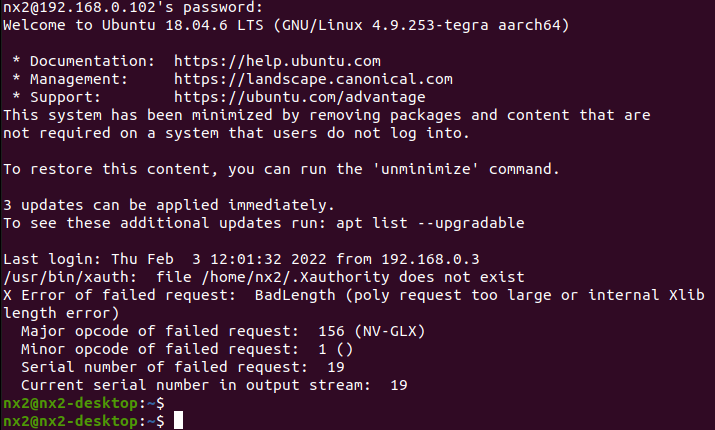 nx2@192.168.0.102's password:
Welcome to Ubuntu 18.04.6 LTS (GNU/Linux 4.9.253-tegra aarch64)
* Documentation:  https://help.ubuntu.com
* Management:     https://landscape.canonical.com
* Support:        https://ubuntu.com/advantage
This system has been minimized by removing packages and content that are
not required on a system that users do not log into.
To restore this content, you can run the 'unminimize' command.
3 updates can be applied immediately.
To see these additional updates run: apt list --upgradable
Last login: Thu Feb  3 12:01:32 2022 from 192.168.0.3
/usr/bin/xauth:  file /home/nx2/.Xauthority does not exist
X Error of failed request:  BadLength (poly request too large or internal Xlib
length error)
  Major opcode of failed request:  156 (NV-GLX)
  Minor opcode of failed request:  1 ()
  Serial number of failed request:  19
  Current serial number in output stream:  19
nx2@nx2-desktop:~$
nx2@nx2-desktop:~$